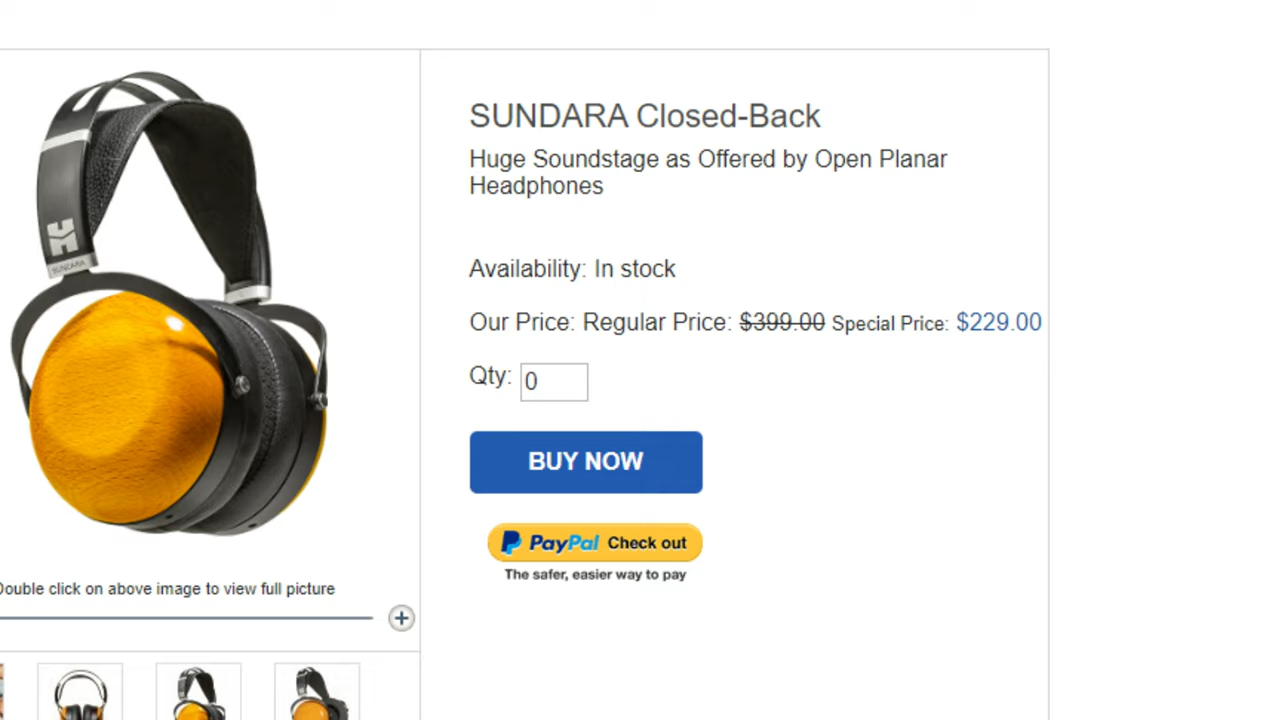 SUNDARA Closed-Back
Huge Soundstage as Offered by Open Planar
Headphones
Availability: In stock
Our Price: Regular Price: $399.00 Special Price: $229.00
Qty: 0
BUY NOW
PayPal Check out
The safer, easier way to pay
SUNDARA
Double click on above image to view full picture